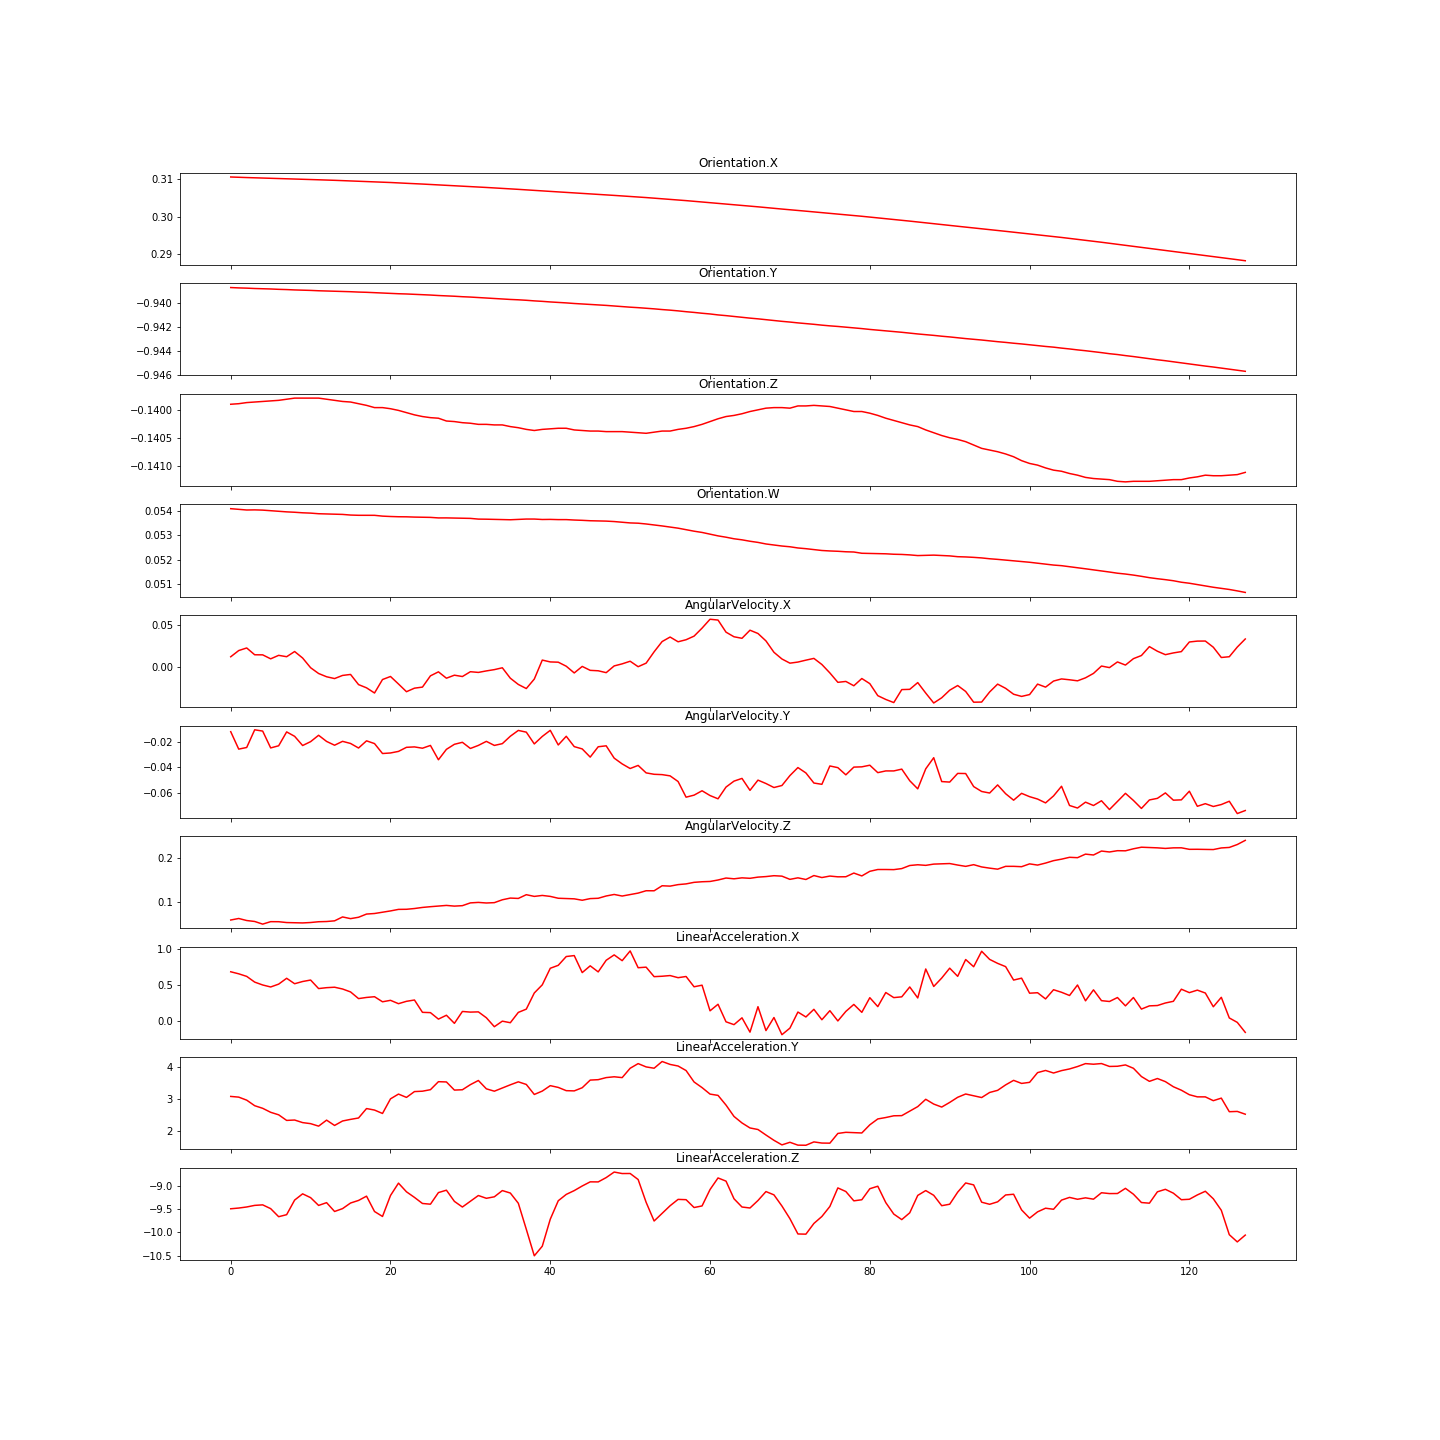 Orientation.X
0.31
0.30
0.29
Orientation.Y
−0.940
−0.942
−0.944
−0.946
Orientation.Z
−0.1400
−0.1405
−0.1410
Orientation.W
0.054
0.053
0.052
0.051
AngularVelocity.X
0.05
0.00
AngularVelocity.Y
−0.02
−0.04
−0.06
AngularVelocity.Z
0.2
0.1
LinearAcceleration.X
1.0
0.5
0.0
LinearAcceleration.Y
4
3
2
LinearAcceleration.Z
−9.0
−9.5
−10.0
−10.5
0 20 40 60 80 100 120